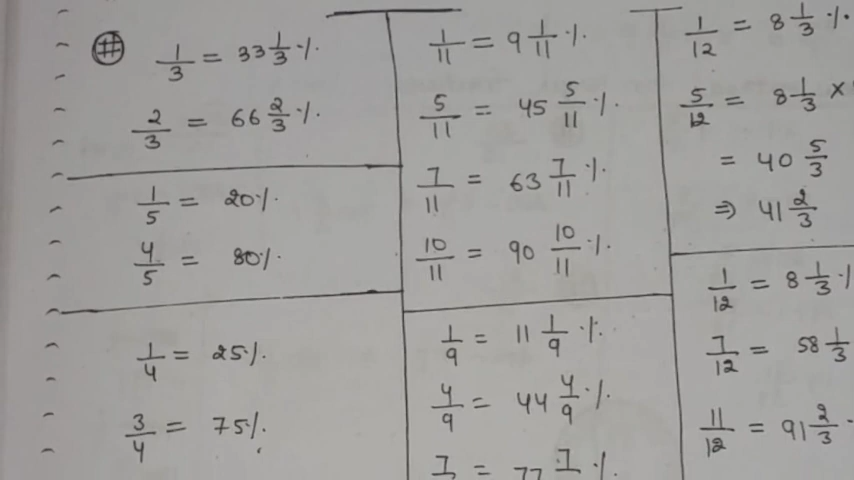 # 1/3 = 33 1/3 %
2/3 = 66 2/3 %
1/5 = 20%
4/5 = 80%
1/4 = 25%
3/4 = 75%
1/11 = 9 1/11 %
5/11 = 45 5/11 %
7/11 = 63 7/11 %
10/11 = 90 10/11 %
1/9 = 11 1/9 %
4/9 = 44 4/9 %
7 = 77 7 %
1/12 = 8 1/3 %
5/12 = 8 1/3 ×
= 40 5/3
⇒ 41 2/3
1/12 = 8 1/3 %
7/12 = 58 1/3
11/12 = 91 2/3